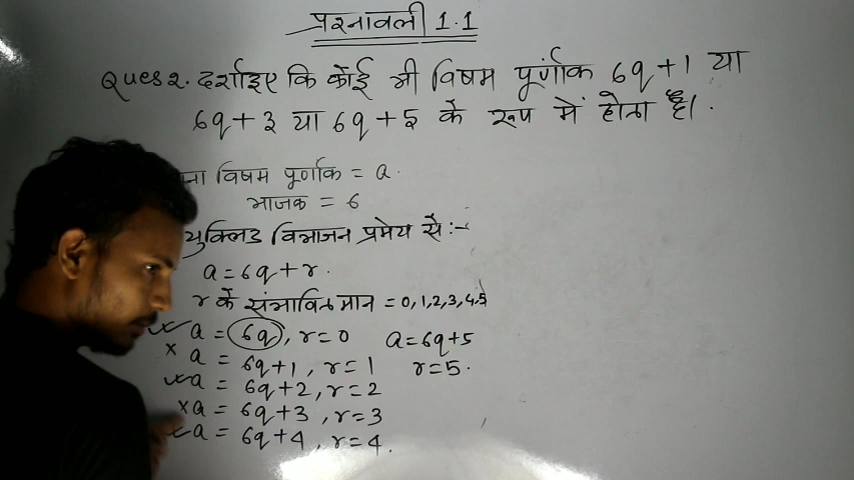 प्रश्नावली 1.1
Ques 2. दर्शाइए कि कोई भी विषम पूर्णांक 6q+1 या
6q+3 या 6q+5 के रूप में होता है।.
विषम पूर्णांक = a.
भाजक = 6
युक्लिड विभाजन प्रमेय से:-
a = 6q+r.
r के संभावित मान = 0,1,2,3,4,5
a = 6q, r=0 a=6q+5
a = 6q+1, r=1 r=5.
a = 6q+2, r=2
a = 6q+3, r=3
a = 6q+4, r=4.